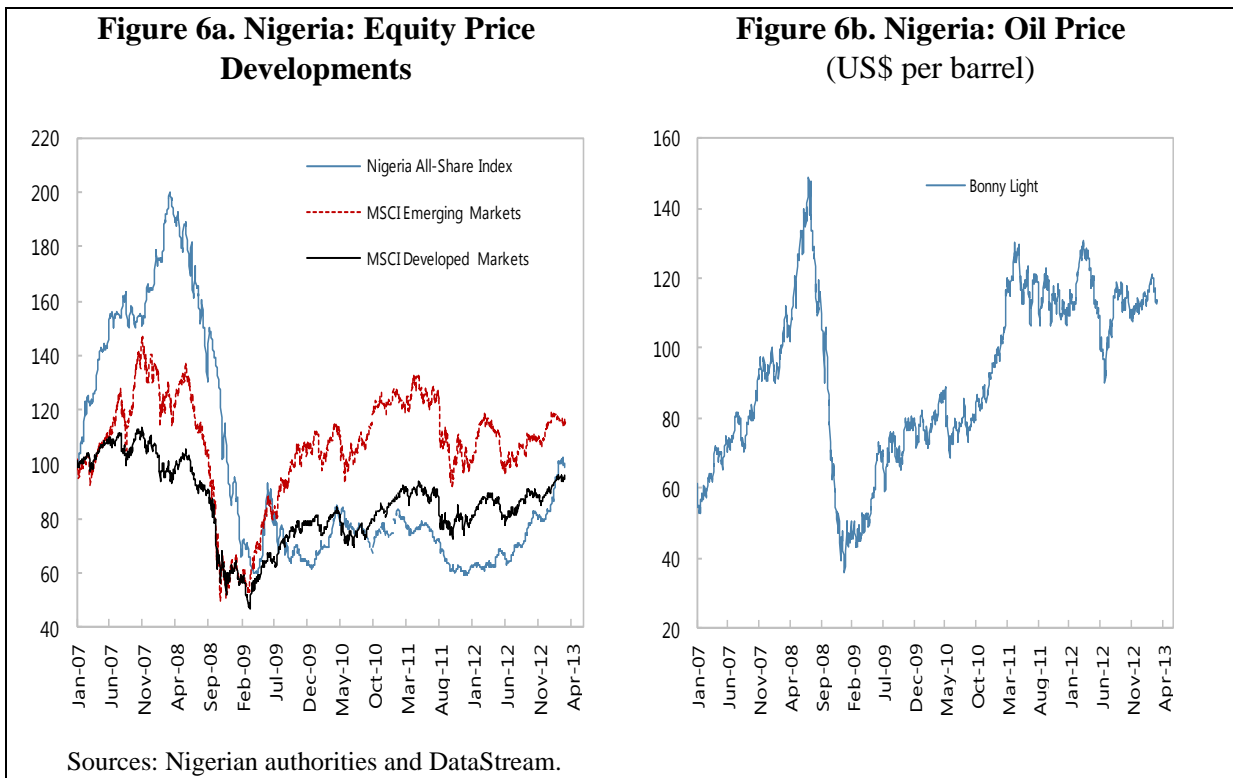 Figure 6a. Nigeria: Equity Price
Developments
220
200
180
160
140
120
100
80
60
40
Nigeria All-Share Index
MSCI Emerging Markets
MSCI Developed Markets
Jan-07
Jun-07
Nov-07
Apr-08
Sep-08
Feb-09
Jul-09
Dec-09
May-10
Oct-10
Mar-11
Aug-11
Jan-12
Jun-12
Nov-12
Apr-13
Figure 6b. Nigeria: Oil Price
(US$ per barrel)
160
140
120
100
80
60
40
20
Bonny Light
Jan-07
Jun-07
Nov-07
Apr-08
Sep-08
Feb-09
Jul-09
Dec-09
May-10
Oct-10
Mar-11
Aug-11
Jan-12
Jun-12
Nov-12
Apr-13
Sources: Nigerian authorities and DataStream.